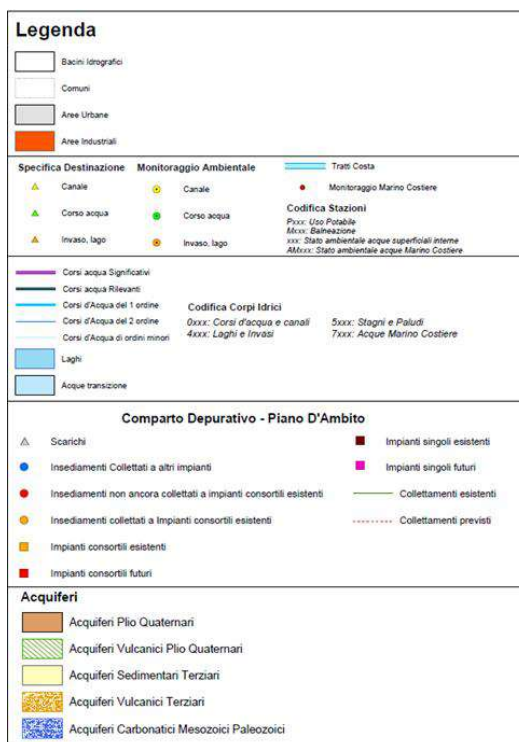 Legenda
Bacini Idrografici
Comuni
Aree Urbane
Aree Industriali
Specifica Destinazione
Canale
Corso acqua
Invaso, lago
Monitoraggio Ambientale
Canale
Corso acqua
Invaso, lago
Tratti Costa
Monitoraggio Marino Costiere
Codifica Stazioni
Pxxx: Uso Potabile
Mxxx: Balneazione
xxx: Stato ambientale acque superficiali interne
AMxxx: Stato ambientale acque Marino Costiere
Corsi acqua Significativi
Corsi acqua Rilevanti
Corsi d'Acqua del 1 ordine
Corsi d'Acqua del 2 ordine
Corsi d'Acqua di ordini minori
Laghi
Acque transizione
Codifica Corpi Idrici
0xxx: Corsi d'acqua e canali
4xxx: Laghi e Invasi
5xxx: Stagni e Paludi
7xxx: Acque Marino Costiere
Comparto Depurativo - Piano D'Ambito
Scarichi
Insediamenti Collettati a altri impianti
Insediamenti non ancora collettati a impianti consortili esistenti
Insediamenti collettati a Impianti consortili esistenti
Impianti consortili esistenti
Impianti consortili futuri
Impianti singoli esistenti
Impianti singoli futuri
Collettamenti esistenti
Collettamenti previsti
Acquiferi
Acquiferi Plio Quaternari
Acquiferi Vulcanici Plio Quaternari
Acquiferi Sedimentari Terziari
Acquiferi Vulcanici Terziari
Acquiferi Carbonatici Mesozoici Paleozoici